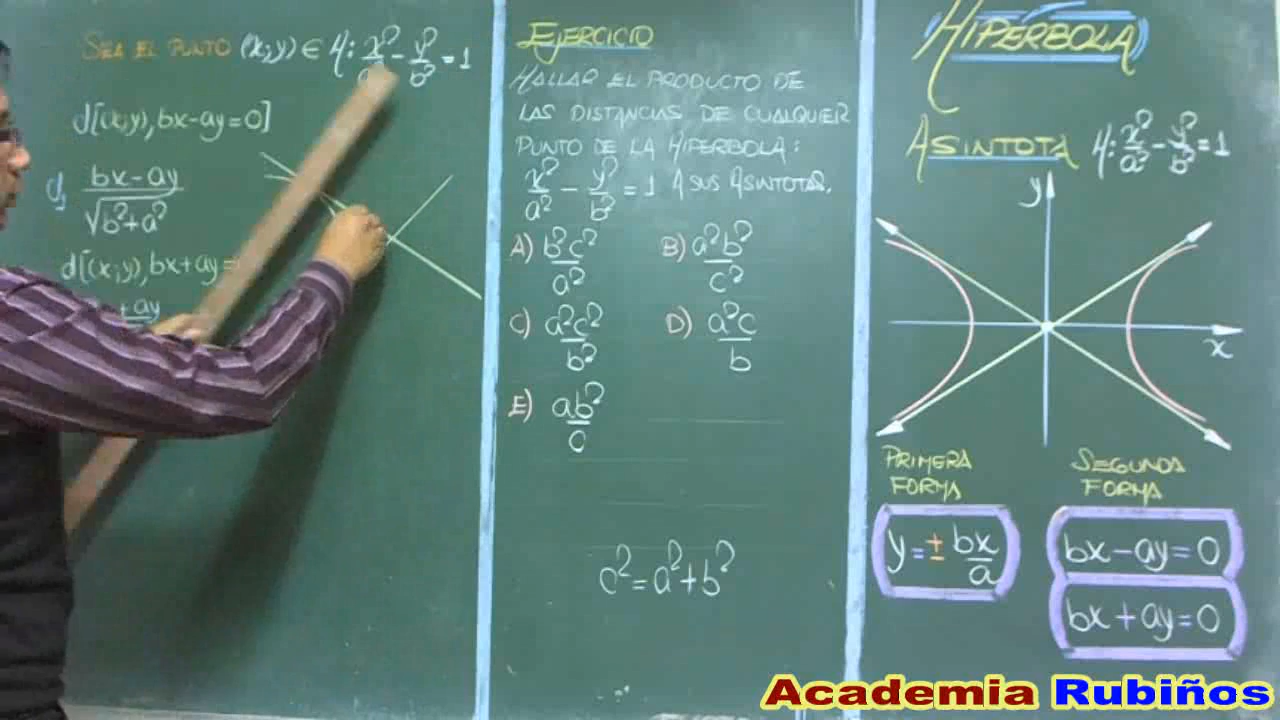 SEA EL PUNTO (x;y) ∈ H: x²/a² - y²/b² = 1
d[(x;y), bx-ay=0]
d₁ bx-ay/√b²+a²
d[(x;y), bx+ay=
+ay
EJERCICIO
HALLAR EL PRODUCTO DE
LAS DISTANCIAS DE CUALQUIER
PUNTO DE LA HIPERBOLA:
x²/a² - y²/b² = 1 A SUS ASINTOTAS.
A) b²c²/a² B) a²b²/c²
C) a²c²/b² D) a²c/b
E) ab²/c
c²=a²+b²
HIPERBOLA
ASINTOTA H: x²/a² - y²/b² = 1
y
x
PRIMERA
FORMA
y=±bx/a
SEGUNDA
FORMA
bx-ay=0
bx+ay=0
Academia Rubiños